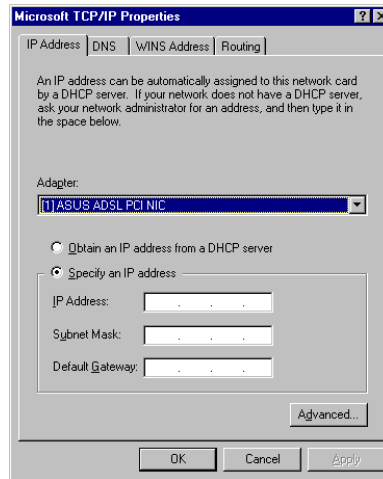 Microsoft TCP/IP Properties
IP Address DNS WINS Address Routing
An IP address can be automatically assigned to this network card
by a DHCP server. If your network does not have a DHCP server,
ask your network administrator for an address, and then type it in
the space below.
Adapter:
[1] ASUS ADSL PCI NIC
Obtain an IP address from a DHCP server
Specify an IP address
IP Address:
Subnet Mask:
Default Gateway:
Advanced...
OK Cancel Apply